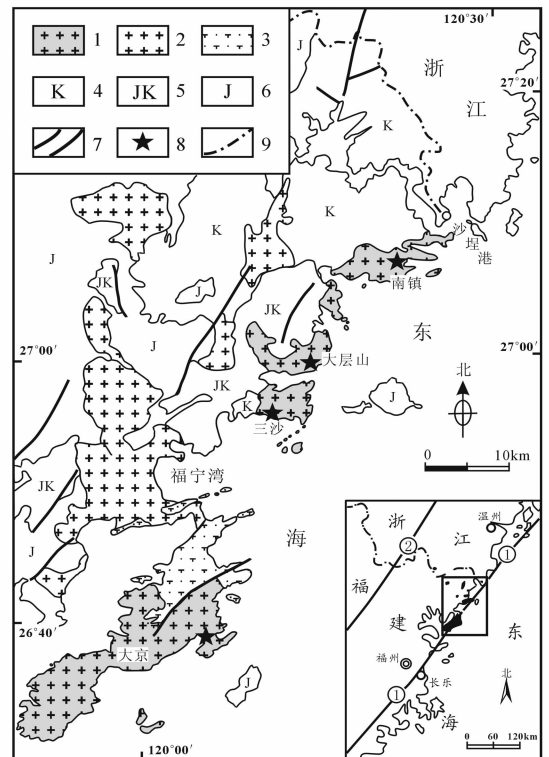 120°30′
1
2
3
K 4
JK 5
J 6
7
8
9
J
浙
江
27°20′
K
K
K
J
JK
J
沙
埕
港
南镇
JK
东
27°00′
27°00′
J
大层山
JK
K
三沙
J
北
0 10km
JK
福宁湾
海
J
26°40′
大京
J
120°00′
浙
江
温州
①
②
福
建
东
福州
长乐
①
海
北
0 60 120km